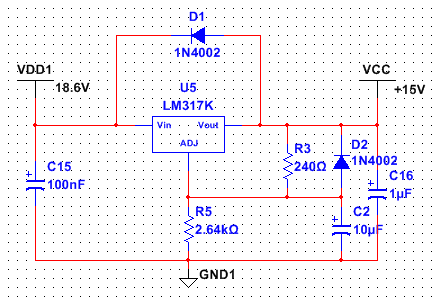 D1
1N4002
VDD1
18.6V
U5
LM317K
Vin
Vout
ADJ
VCC
+15V
R3
240Ω
D2
1N4002
C15
100nF
C16
1µF
R5
2.64kΩ
C2
10µF
GND1